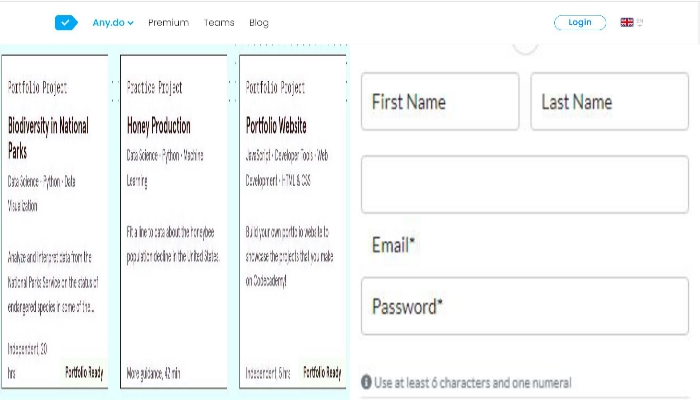 Any.do Premium Teams Blog Login EN
Portfolio Project
Biodiversity in National
Parks
Data Science • Python • Data
Visualization
Analyze and interpret data from the
National Parks Service on the status of
endangered species in some of the...
Independent, 20
hrs
Portfolio Ready
Practice Project
Honey Production
Data Science • Python • Machine
Learning
Fit a line to data about the honeybee
population decline in the United States.
More guidance, 42 min
Portfolio Project
Portfolio Website
JavaScript • Developer Tools • Web
Development • HTML & CSS
Build your own portfolio website to
showcase the projects that you make
on Codecademy!
Independent, 6 hrs Portfolio Ready
First Name Last Name
Email*
Password*
Use at least 6 characters and one numeral